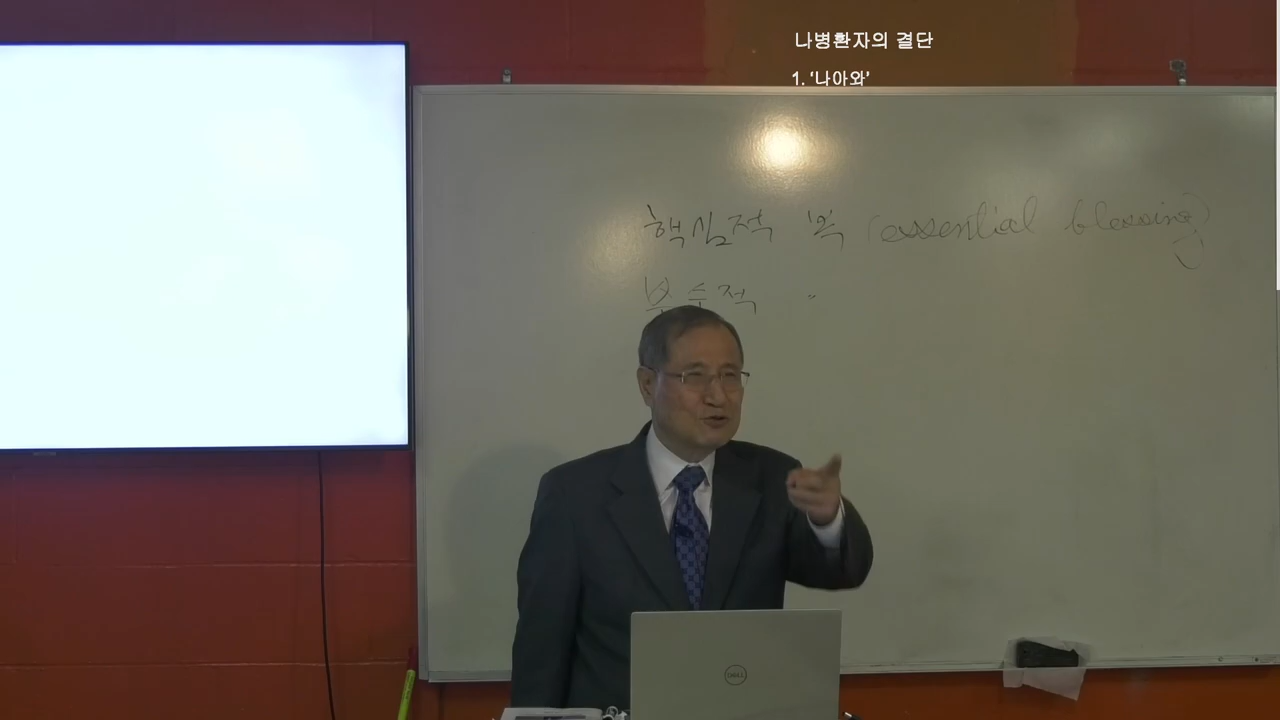 나병환자의 결단
1. ‘나아와’
핵심적 복 (essential blessing)
부수적 〃
DELL